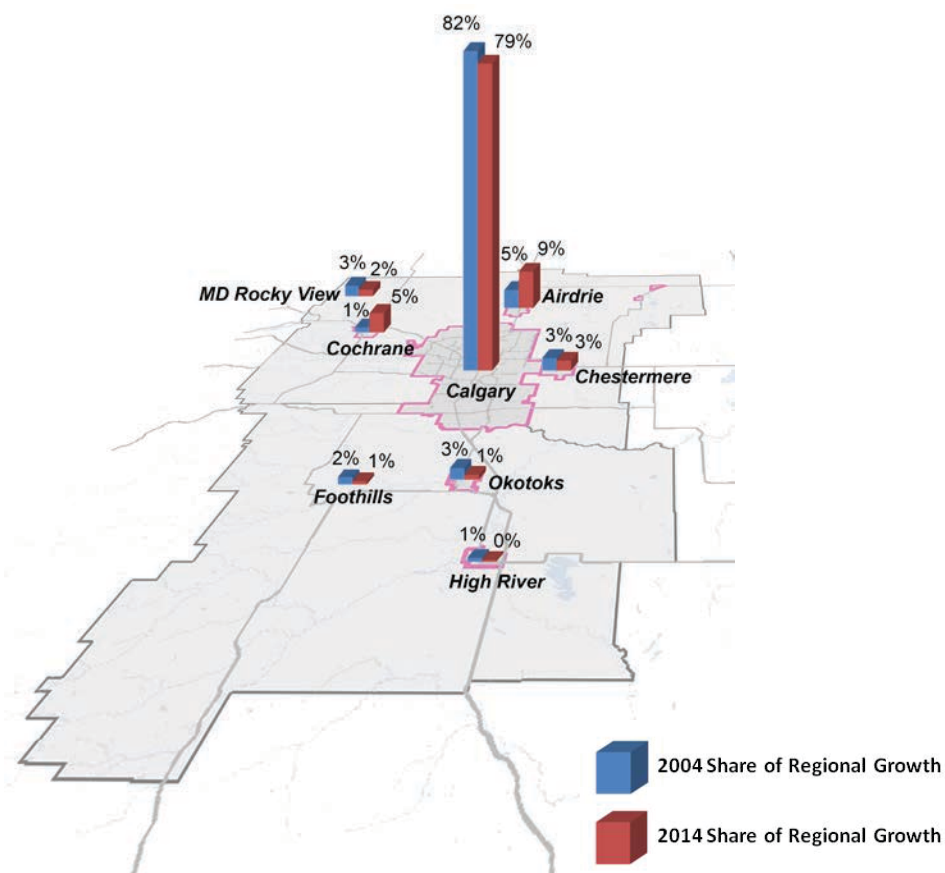 82%
79%
3%
2%
MD Rocky View
1%
5%
Cochrane
5%
9%
Airdrie
3%
3%
Chestermere
Calgary
2%
1%
Foothills
3%
1%
Okotoks
1%
0%
High River
2004 Share of Regional Growth
2014 Share of Regional Growth